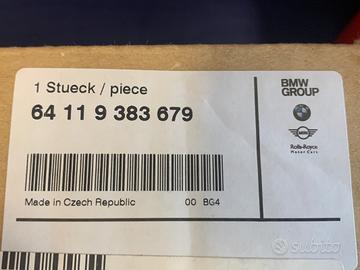 1 Stueck / piece
64 11 9 383 679
Made in Czech Republic 00 BG4
BMW
GROUP
MINI
Rolls-Royce
Motor Cars
subito